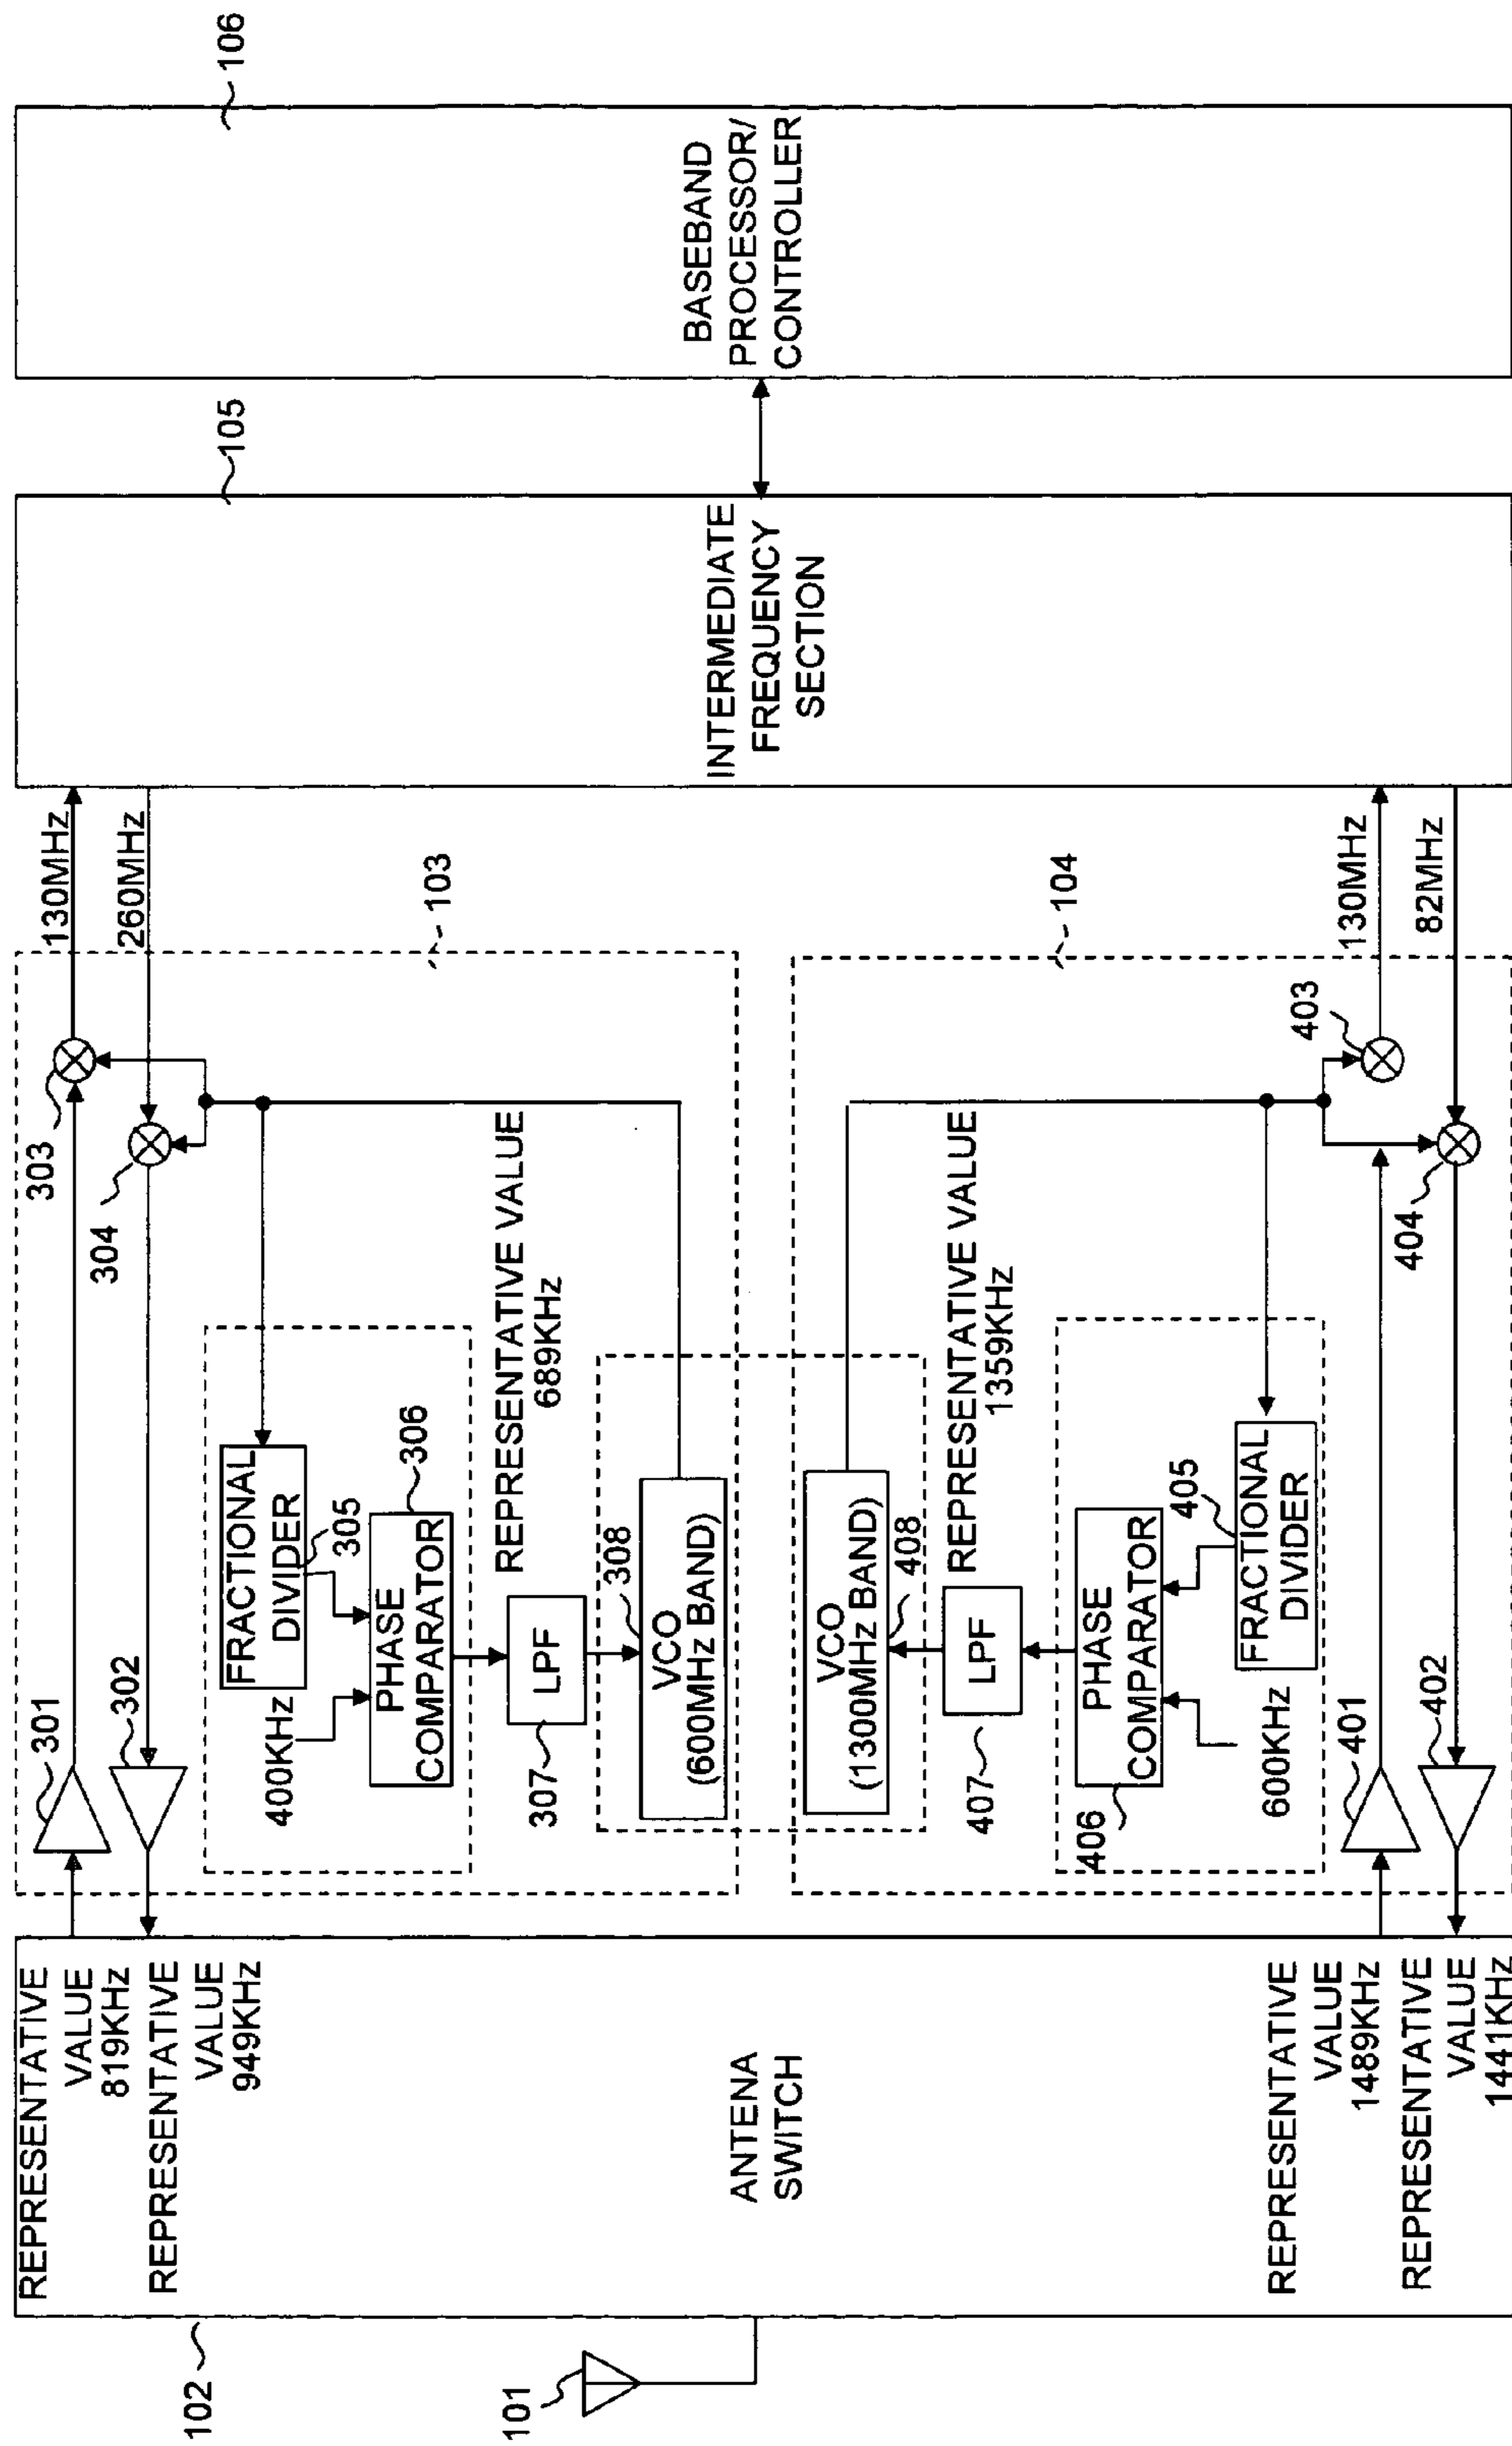 101
102
ANTENA
SWITCH
REPRESENTATIVE
VALUE
819KHz
REPRESENTATIVE
VALUE
949KHz
REPRESENTATIVE
VALUE
1489KHz
REPRESENTATIVE
VALUE
1441KHz
103
301
302
303
304
130MHz
260MHz
FRACTIONAL
DIVIDER
305
400KHz
PHASE
COMPARATOR
306
LPF
307
REPRESENTATIVE VALUE
689KHz
308
VCO
(600MHz BAND)
104
VCO
(1300MHz BAND)
408
REPRESENTATIVE VALUE
1359KHz
LPF
407
PHASE
COMPARATOR
406
405
FRACTIONAL
DIVIDER
600KHz
401
402
403
404
130MHz
82MHz
105
INTERMEDIATE
FREQUENCY
SECTION
106
BASEBAND
PROCESSOR/
CONTROLLER